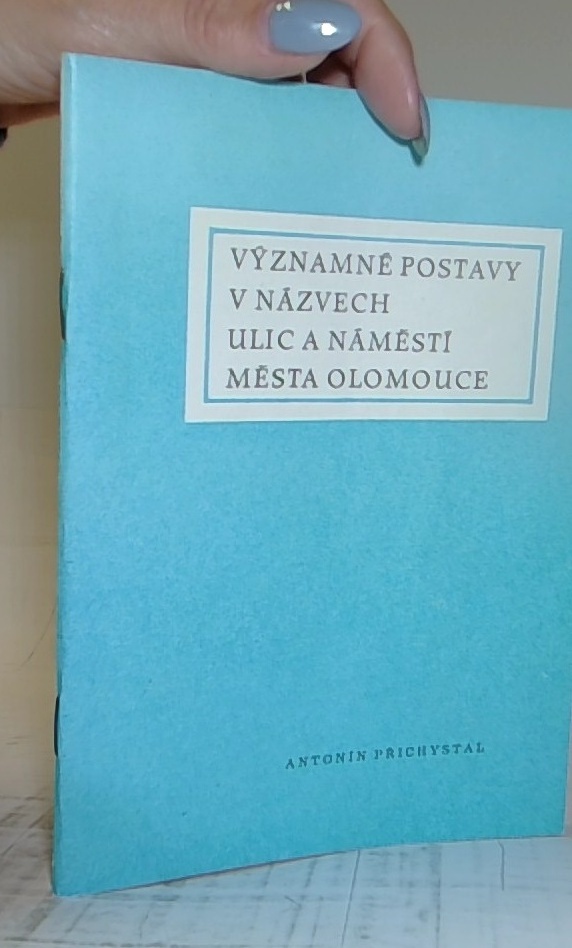 VÝZNAMNÉ POSTAVY
V NÁZVECH
ULIC A NÁMĚSTÍ
MĚSTA OLOMOUCE
ANTONÍN PŘICHYSTAL